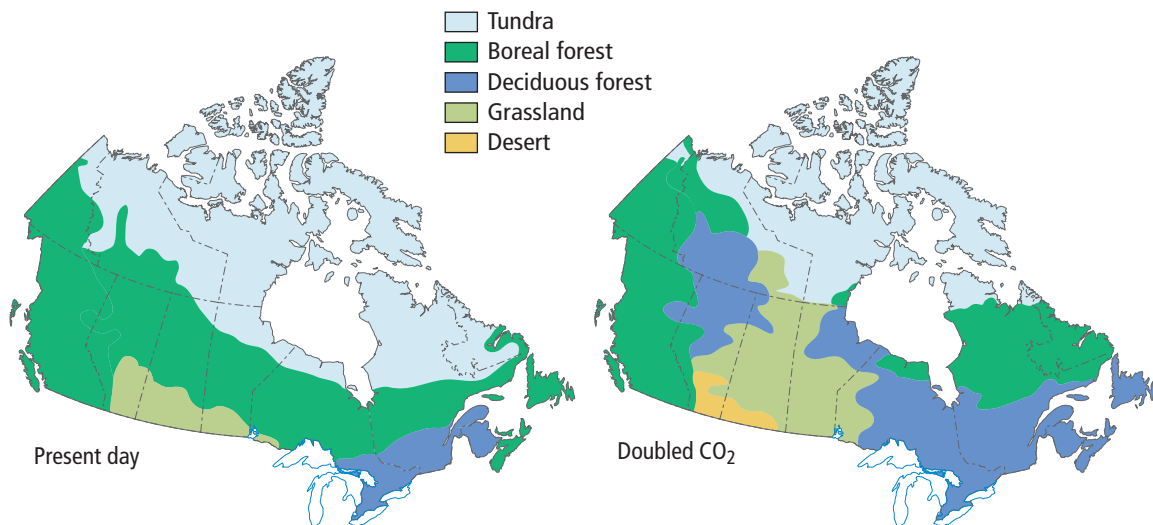 Tundra
Boreal forest
Deciduous forest
Grassland
Desert
Present day
Doubled CO₂